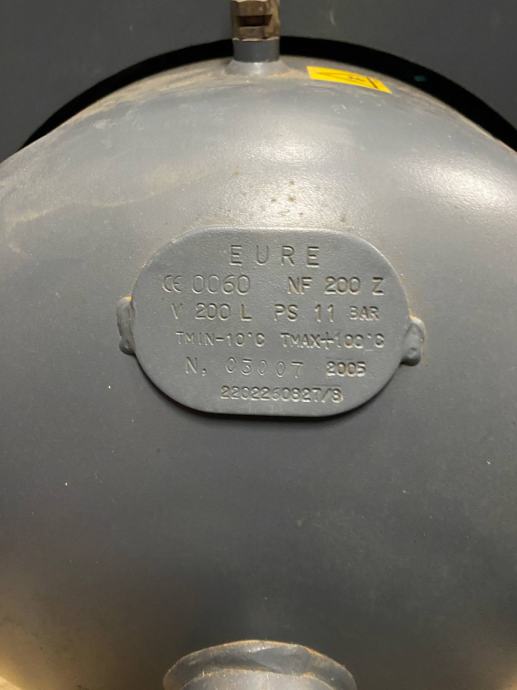 EURE
CE 0060 NF 200 Z
V 200 L PS 11 BAR
TMIN-10°C TMAX+100°C
N. 03007 2005
2202260827/8